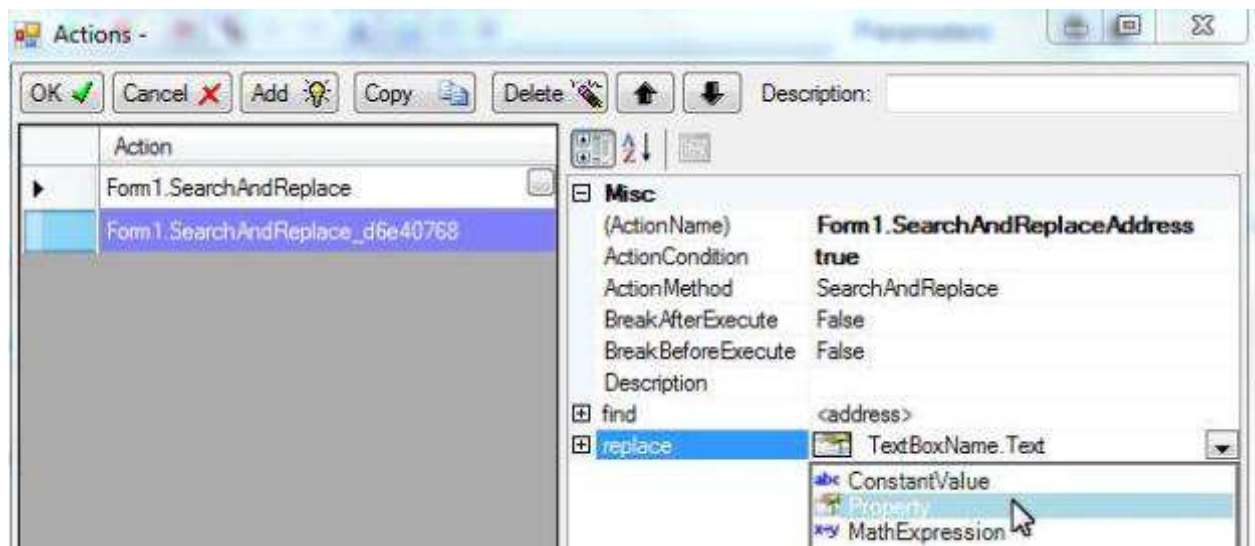 Actions -
OK Cancel Add Copy Delete Description:
Action
Form1.SearchAndReplace
Form1.SearchAndReplace_d6e40768
Misc
(ActionName) Form1.SearchAndReplaceAddress
ActionCondition true
ActionMethod SearchAndReplace
BreakAfterExecute False
BreakBeforeExecute False
Description
find <address>
replace TextBoxName.Text
abc ConstantValue
Property
x=y MathExpression